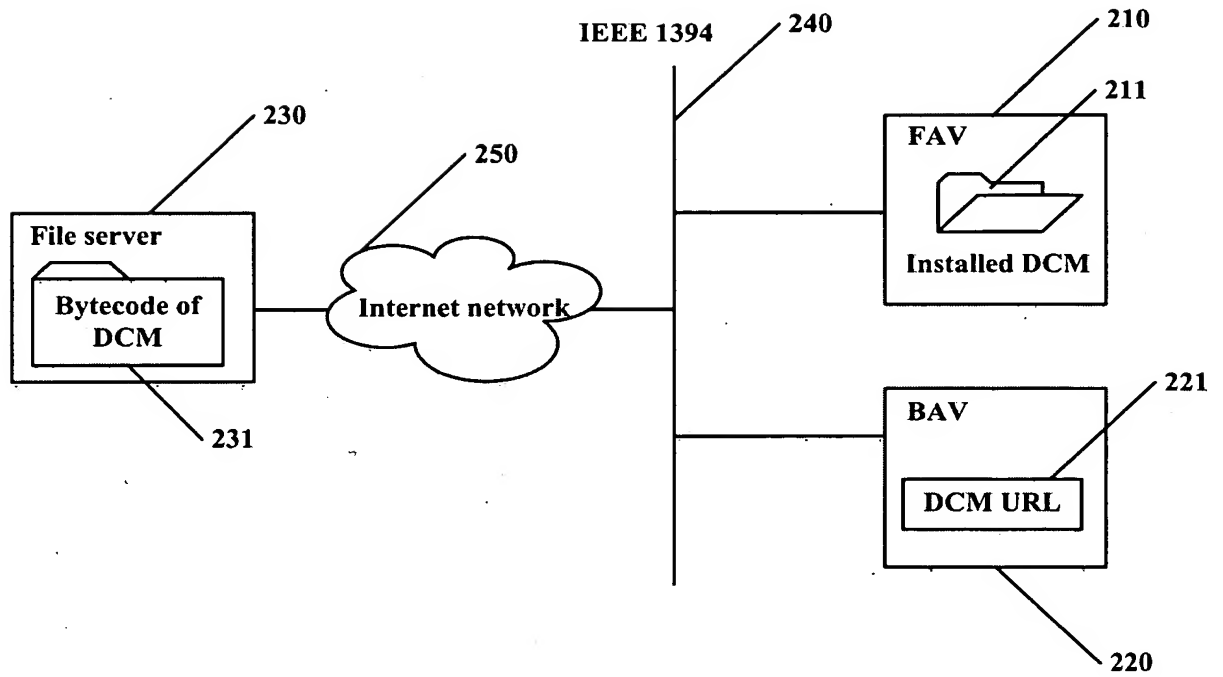 IEEE 1394
240
210
211
230
250
FAV
File server
Installed DCM
Bytecode of
DCM
Internet network
221
BAV
231
DCM URL
220